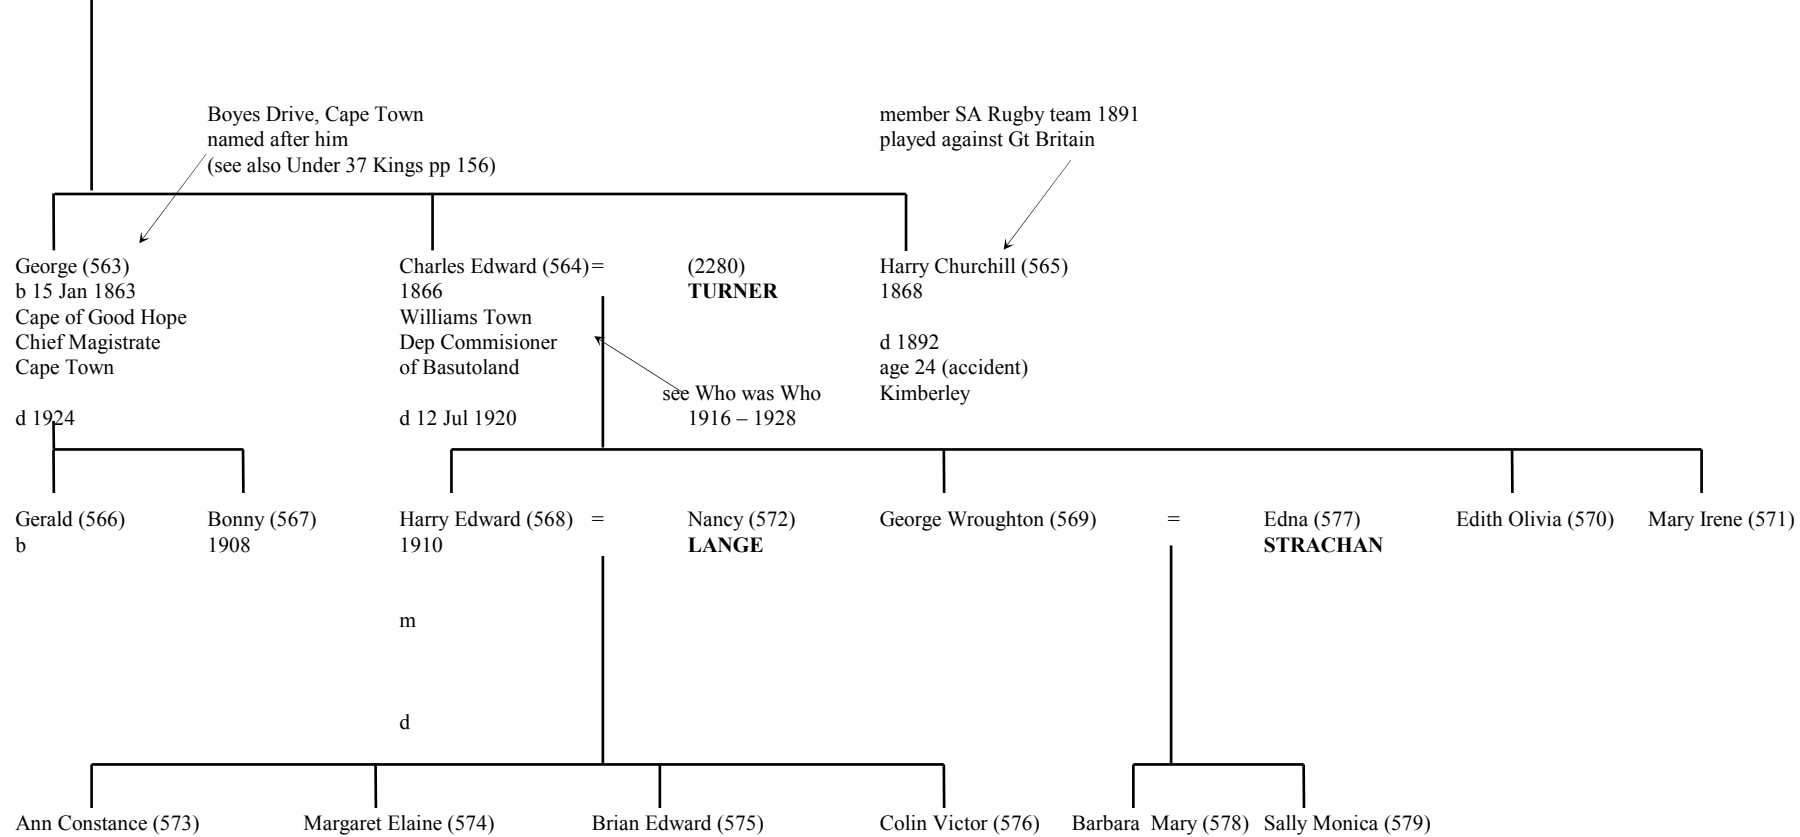 Boyes Drive, Cape Town
named after him
(see also Under 37 Kings pp 156)
member SA Rugby team 1891
played against Gt Britain
George (563)
b 15 Jan 1863
Cape of Good Hope
Chief Magistrate
Cape Town
d 1924
Charles Edward (564) =
1866
Williams Town
Dep Commisioner
of Basutoland
d 12 Jul 1920
(2280)
TURNER
see Who was Who
1916 – 1928
Harry Churchill (565)
1868
d 1892
age 24 (accident)
Kimberley
Gerald (566)
b
Bonny (567)
1908
Harry Edward (568) =
1910
m
d
Nancy (572)
LANGE
George Wroughton (569) =
Edna (577)
STRACHAN
Edith Olivia (570)
Mary Irene (571)
Ann Constance (573)
Margaret Elaine (574)
Brian Edward (575)
Colin Victor (576)
Barbara Mary (578)
Sally Monica (579)